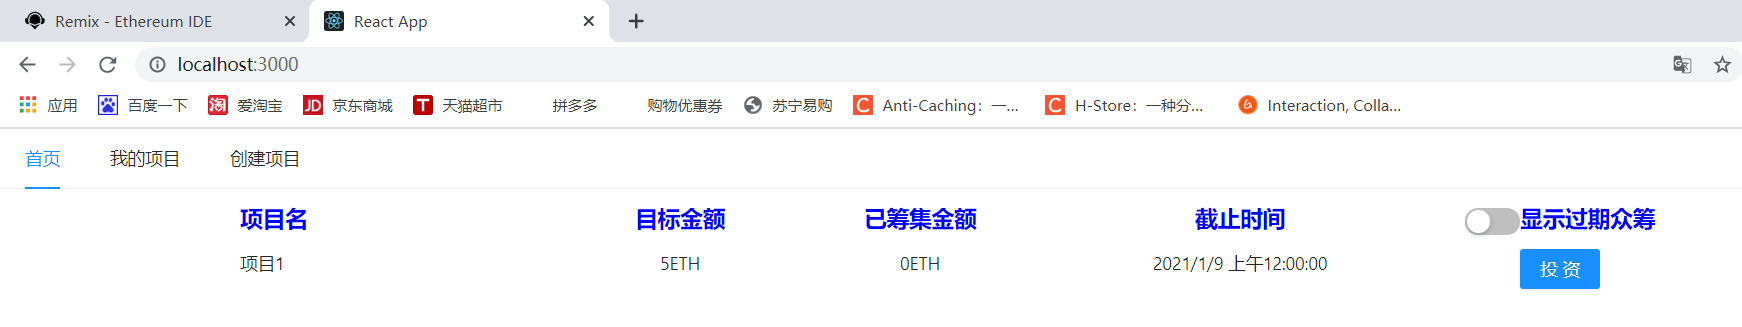 Remix - Ethereum IDE React App
localhost:3000
应用 百度一下 爱淘宝 JD 京东商城 T 天猫超市 拼多多 购物优惠券 苏宁易购 C Anti-Caching：一... C H-Store：一种分... G Interaction, Colla...
首页 我的项目 创建项目
项目名 目标金额 已筹集金额 截止时间 显示过期众筹
项目1 5ETH 0ETH 2021/1/9 上午12:00:00 投 资